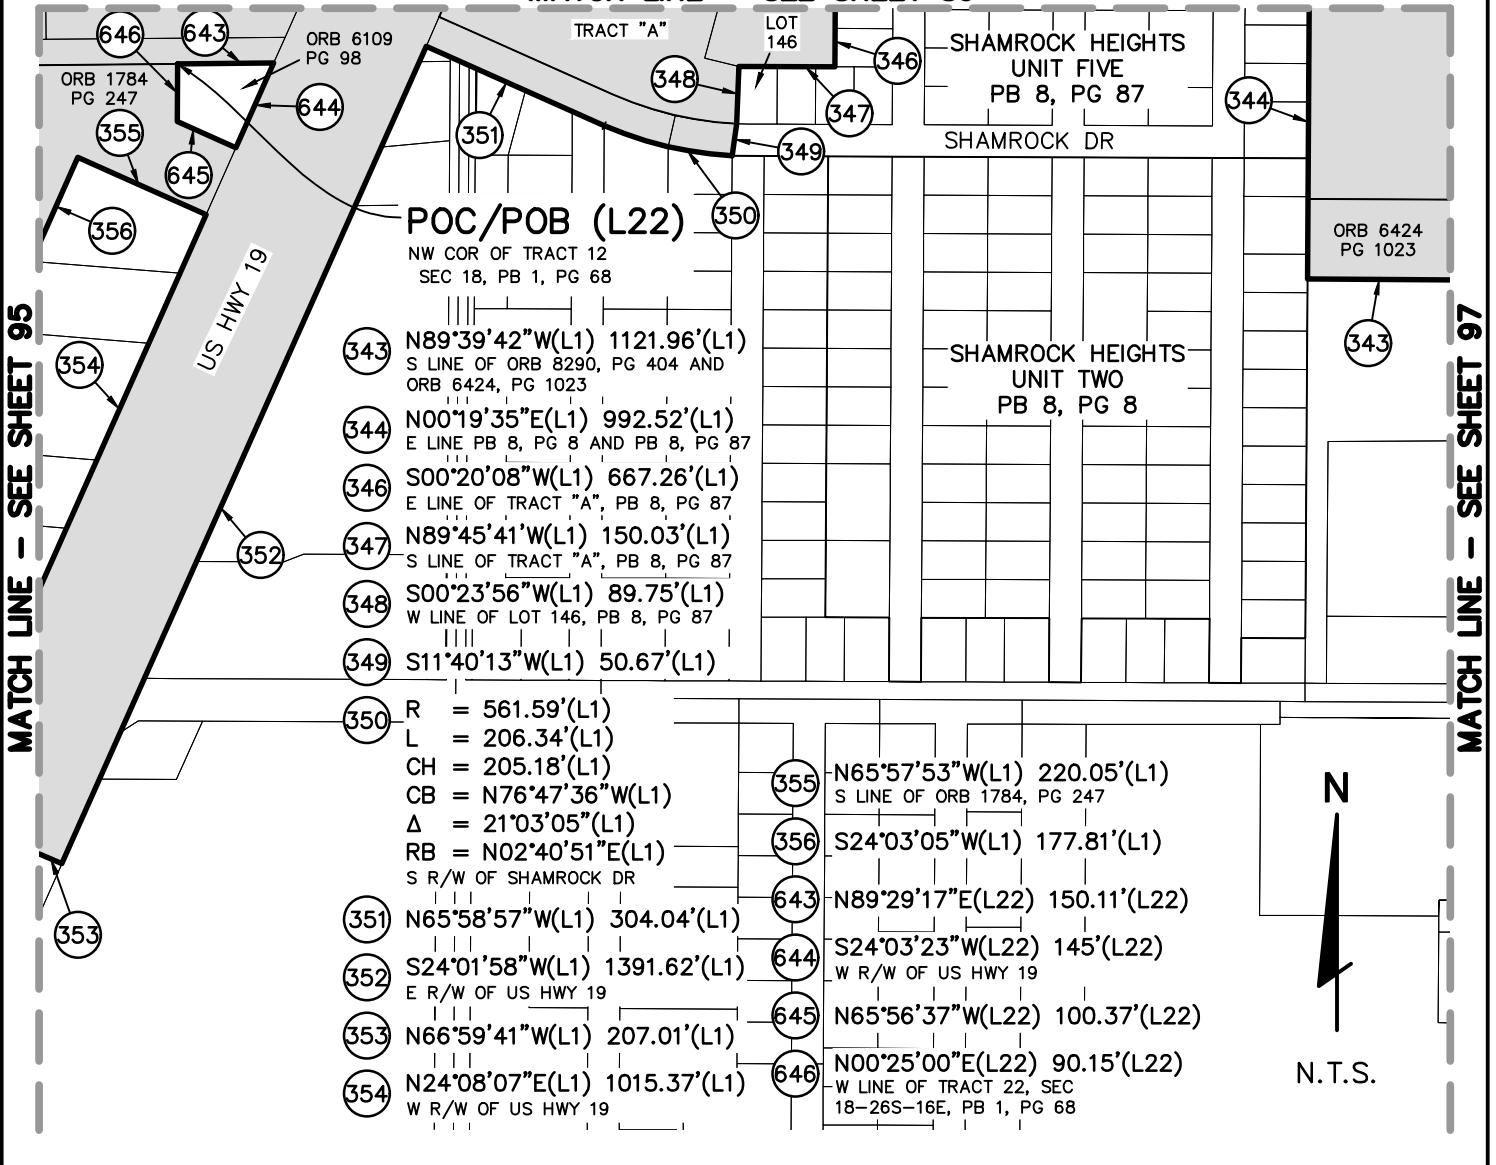 646
643
ORB 6109
PG 98
TRACT "A"
LOT
146
346
SHAMROCK HEIGHTS
UNIT FIVE
PB 8, PG 87
ORB 1784
PG 247
348
344
644
347
355
351
349
SHAMROCK DR
645
350
356
POC/POB (L22)
NW COR OF TRACT 12
SEC 18, PB 1, PG 68
ORB 6424
PG 1023
343
US HWY 19
354
352
353
SHAMROCK HEIGHTS
UNIT TWO
PB 8, PG 8
MATCH LINE – SEE SHEET 95
MATCH LINE – SEE SHEET 97
343 N89°39'42"W(L1) 1121.96'(L1)
S LINE OF ORB 8290, PG 404 AND
ORB 6424, PG 1023
344 N00°19'35"E(L1) 992.52'(L1)
E LINE PB 8, PG 8 AND PB 8, PG 87
346 S00°20'08"W(L1) 667.26'(L1)
E LINE OF TRACT "A", PB 8, PG 87
347 N89°45'41'W(L1) 150.03'(L1)
S LINE OF TRACT "A", PB 8, PG 87
348 S00°23'56"W(L1) 89.75'(L1)
W LINE OF LOT 146, PB 8, PG 87
349 S11°40'13"W(L1) 50.67'(L1)
350 R = 561.59'(L1)
L = 206.34'(L1)
CH = 205.18'(L1)
CB = N76°47'36"W(L1)
Δ = 21°03'05"(L1)
RB = N02°40'51"E(L1)
S R/W OF SHAMROCK DR
351 N65°58'57"W(L1) 304.04'(L1)
352 S24°01'58"W(L1) 1391.62'(L1)
E R/W OF US HWY 19
353 N66°59'41"W(L1) 207.01'(L1)
354 N24°08'07"E(L1) 1015.37'(L1)
W R/W OF US HWY 19
355 N65°57'53"W(L1) 220.05'(L1)
S LINE OF ORB 1784, PG 247
356 S24°03'05"W(L1) 177.81'(L1)
643 N89°29'17"E(L22) 150.11'(L22)
644 S24°03'23"W(L22) 145'(L22)
W R/W OF US HWY 19
645 N65°56'37"W(L22) 100.37'(L22)
646 N00°25'00"E(L22) 90.15'(L22)
W LINE OF TRACT 22, SEC
18–26S–16E, PB 1, PG 68
N
N.T.S.